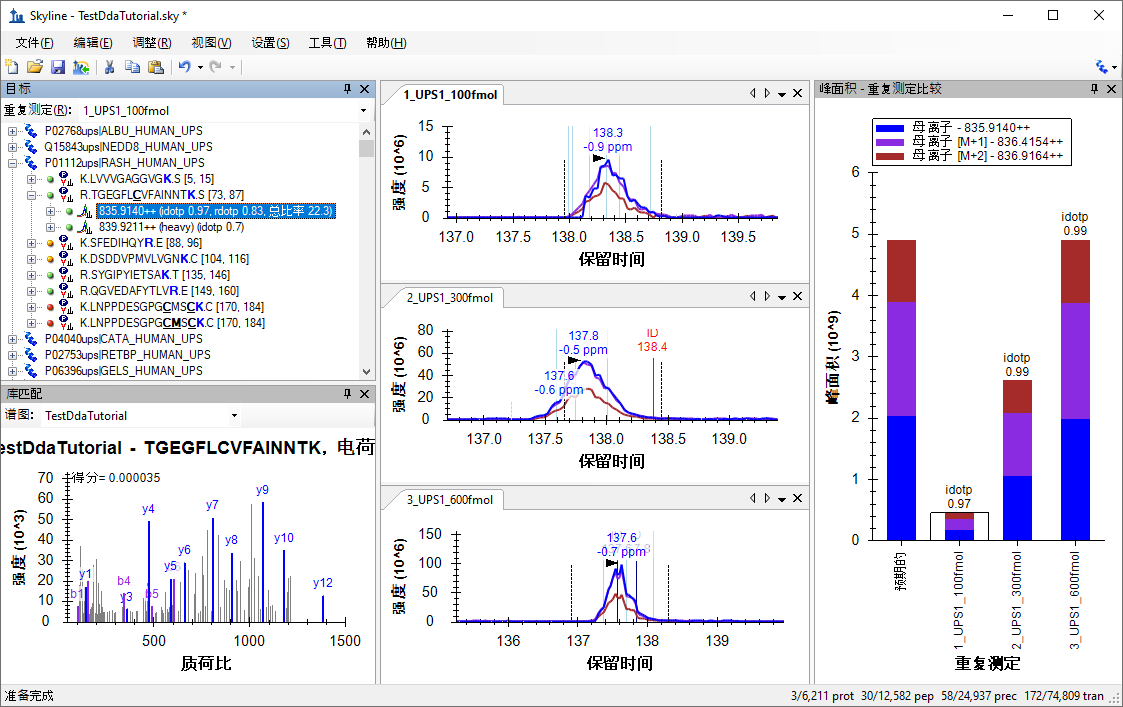 Skyline - TestDdaTutorial.sky *
文件(F) 编辑(E) 调整(R) 视图(V) 设置(S) 工具(T) 帮助(H)
目标
重复测定(R): 1_UPS1_100fmol
P02768ups|ALBU_HUMAN_UPS
Q15843ups|NEDD8_HUMAN_UPS
P01112ups|RASH_HUMAN_UPS
K.LVVVGAGGVGK.S [5, 15]
R.TGEGFLCVFAINNTK.S [73, 87]
835.9140++ (idotp 0.97, rdotp 0.83, 总比率 22.3)
839.9211++ (heavy) (idotp 0.7)
K.SFEDIHQYR.E [88, 96]
K.DSDDVPMVLVGNK.C [104, 116]
R.SYGIPYIETSAK.T [135, 146]
R.QGVEDAFYTLVR.E [149, 160]
K.LNPPDESGPGCMSCK.C [170, 184]
K.LNPPDESGPGCMSCK.C [170, 184]
P04040ups|CATA_HUMAN_UPS
P02753ups|RETBP_HUMAN_UPS
P06396ups|GELS_HUMAN_UPS
库匹配
谱图: TestDdaTutorial
estDdaTutorial - TGEGFLCVFAINNTK, 电荷
得分= 0.000035
70
60
50
40
30
20
10
0
强度 (10^3)
b1
y1
b4
y3
y4
b5
y5
y6
y7
y8
y9
y10
y12
500 1000 1500
质荷比
1_UPS1_100fmol
138.3
-0.9 ppm
15
10
5
0
强度 (10^6)
137.0 137.5 138.0 138.5 139.0 139.5
保留时间
2_UPS1_300fmol
137.8
-0.5 ppm
137.6
-0.6 ppm
ID
138.4
80
60
40
20
0
强度 (10^6)
137.0 137.5 138.0 138.5 139.0
保留时间
3_UPS1_600fmol
137.6
-0.7 ppm
150
100
50
0
强度 (10^6)
136 137 138 139
保留时间
峰面积 - 重复测定比较
母离子 - 835.9140++
母离子 [M+1] - 836.4154++
母离子 [M+2] - 836.9164++
6
5
4
3
2
1
0
峰面积 (10^9)
idotp
0.97
idotp
0.99
idotp
0.99
预期的
1_UPS1_100fmol
2_UPS1_300fmol
3_UPS1_600fmol
重复测定
准备完成
3/6,211 prot 30/12,582 pep 58/24,937 prec 172/74,809 tran